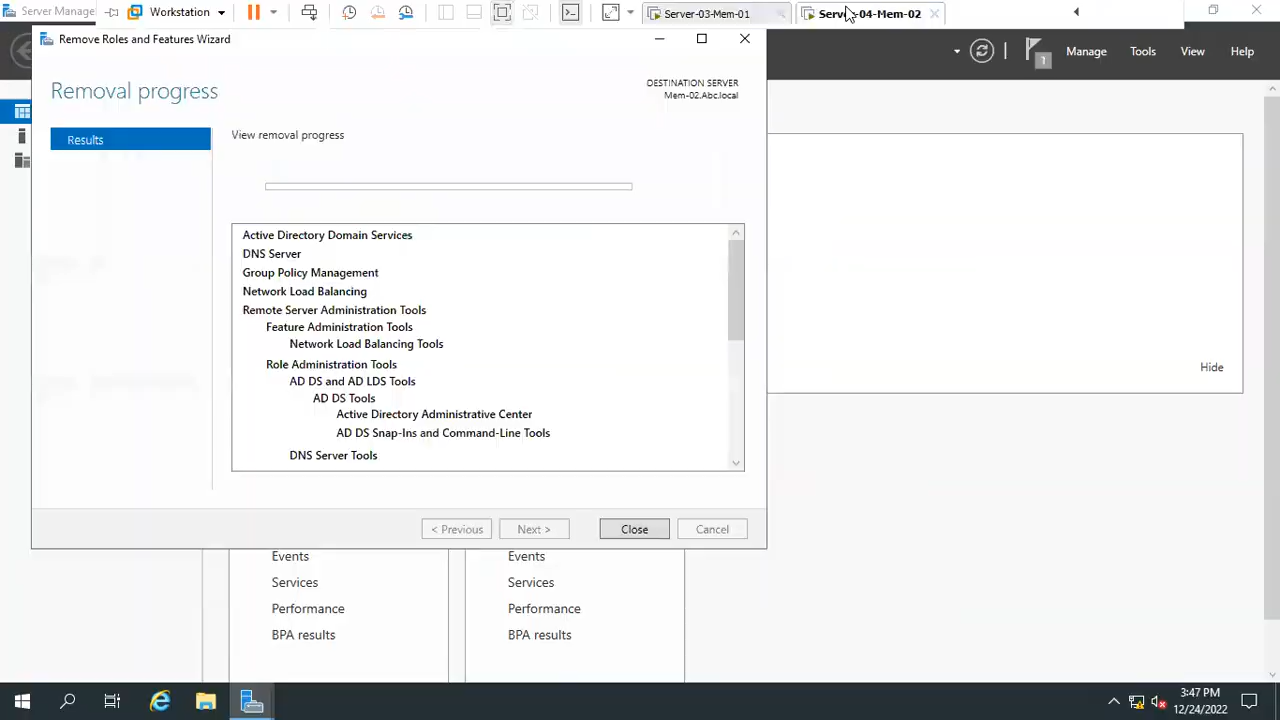 Server Manage
Workstation
Server-03-Mem-01
Server-04-Mem-02
Remove Roles and Features Wizard
1
Manage
Tools
View
Help
Removal progress
DESTINATION SERVER
Mem-02.Abc.local
Results
View removal progress
Active Directory Domain Services
DNS Server
Group Policy Management
Network Load Balancing
Remote Server Administration Tools
Feature Administration Tools
Network Load Balancing Tools
Role Administration Tools
AD DS and AD LDS Tools
AD DS Tools
Active Directory Administrative Center
AD DS Snap-Ins and Command-Line Tools
DNS Server Tools
Hide
< Previous
Next >
Close
Cancel
Events
Services
Performance
BPA results
Events
Services
Performance
BPA results
3:47 PM
12/24/2022